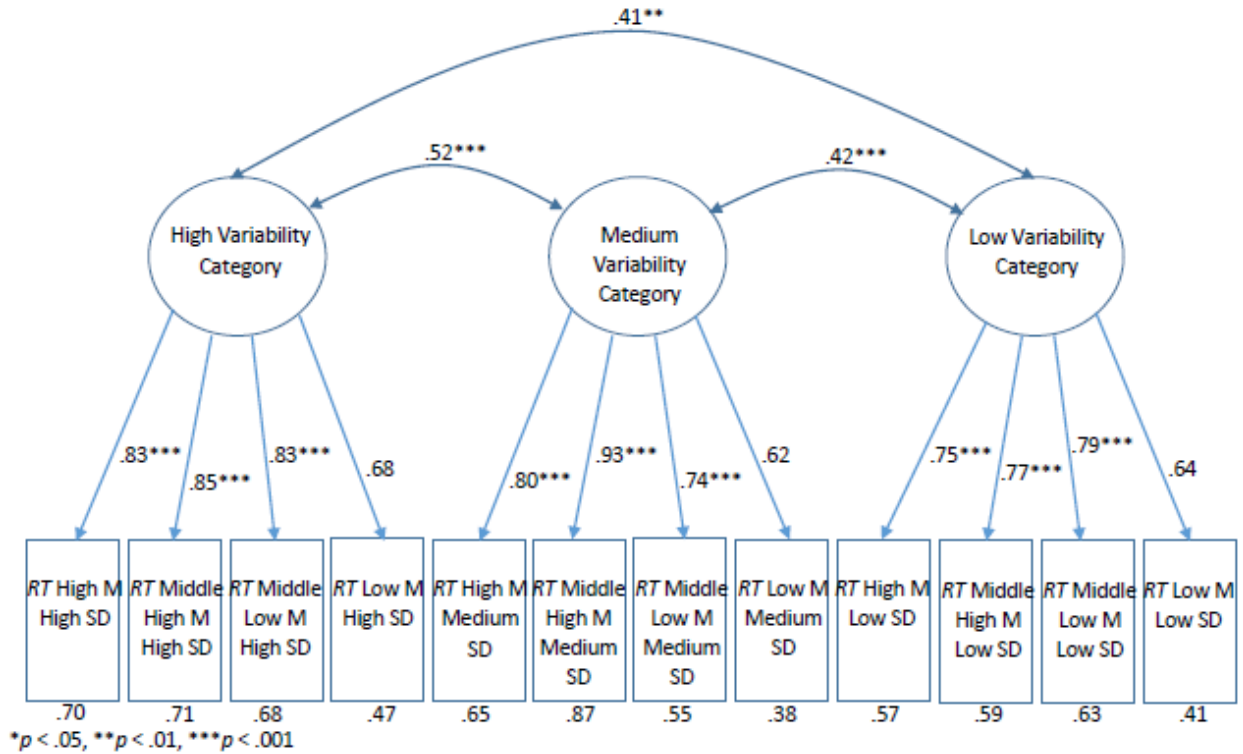 .41**
.52***
.42***
High Variability
Category
Medium
Variability
Category
Low Variability
Category
.83***
.85***
.83***
.68
.80***
.93***
.74***
.62
.75***
.77***
.79***
.64
RT High M
High SD
RT Middle
High M
High SD
RT Middle
Low M
High SD
RT Low M
High SD
RT High M
Medium
SD
RT Middle
High M
Medium
SD
RT Middle
Low M
Medium
SD
RT Low M
Medium
SD
RT High M
Low SD
RT Middle
High M
Low SD
RT Middle
Low M
Low SD
RT Low M
Low SD
.70
.71
.68
.47
.65
.87
.55
.38
.57
.59
.63
.41
*p < .05, **p < .01, ***p < .001